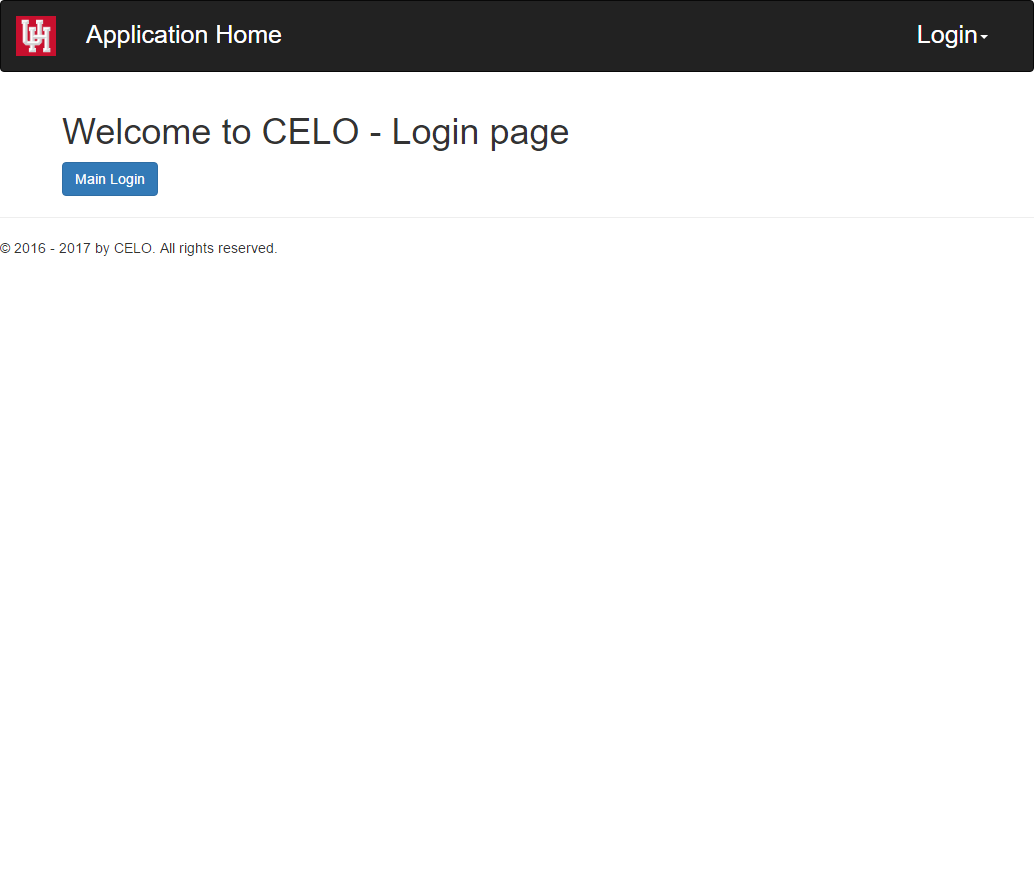 UH
Application Home
Login
Welcome to CELO - Login page
Main Login
© 2016 - 2017 by CELO. All rights reserved.